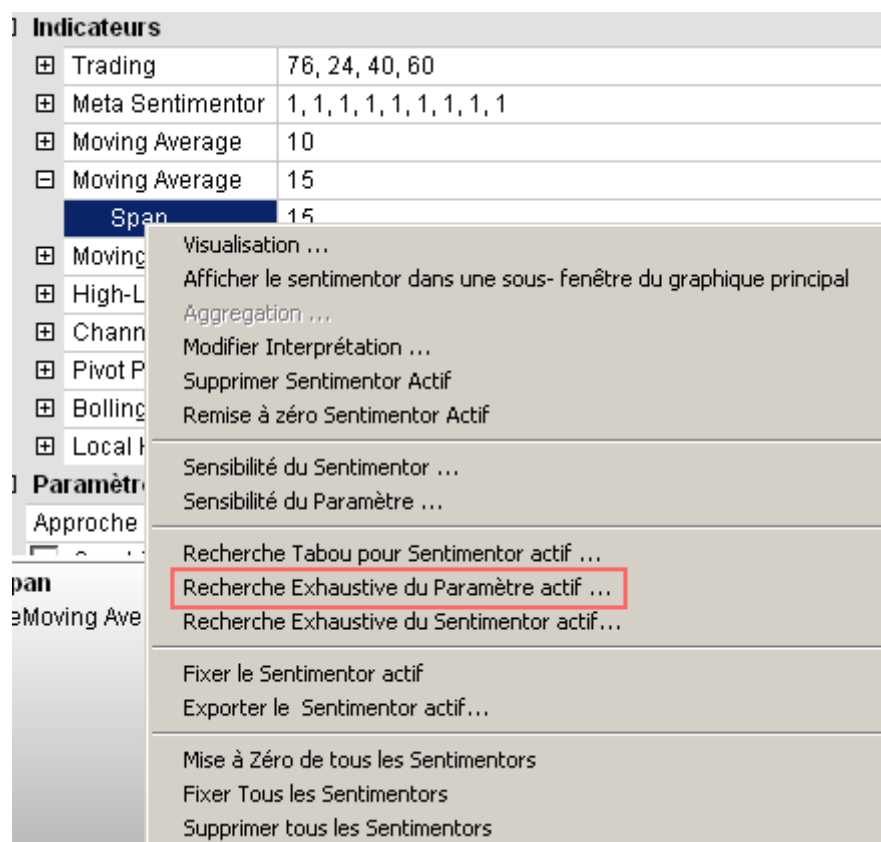 Indicateurs
Trading 76, 24, 40, 60
Meta Sentimentor 1, 1, 1, 1, 1, 1, 1, 1, 1
Moving Average 10
Moving Average 15
Span 15
Visualisation ...
Moving
Afficher le sentimentor dans une sous- fenêtre du graphique principal
High-L
Aggregation ...
Chann
Modifier Interprétation ...
Pivot P
Supprimer Sentimentor Actif
Bolling
Remise à zéro Sentimentor Actif
Local
Sensibilité du Sentimentor ...
Paramètr
Sensibilité du Paramètre ...
Approche
Recherche Tabou pour Sentimentor actif ...
pan
Recherche Exhaustive du Paramètre actif ...
Moving Ave
Recherche Exhaustive du Sentimentor actif...
Fixer le Sentimentor actif
Exporter le Sentimentor actif...
Mise à Zéro de tous les Sentimentors
Fixer Tous les Sentimentors
Supprimer tous les Sentimentors